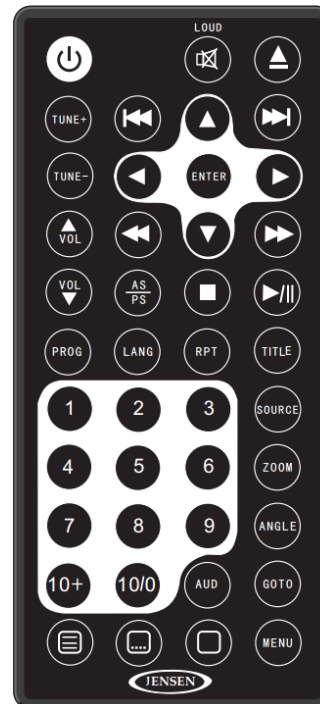 LOUD
TUNE+
TUNE-
ENTER
VOL
VOL
AS
PS
PROG LANG RPT TITLE
1 2 3 SOURCE
4 5 6 ZOOM
7 8 9 ANGLE
10+ 10/0 AUD GOTO
MENU
JENSEN